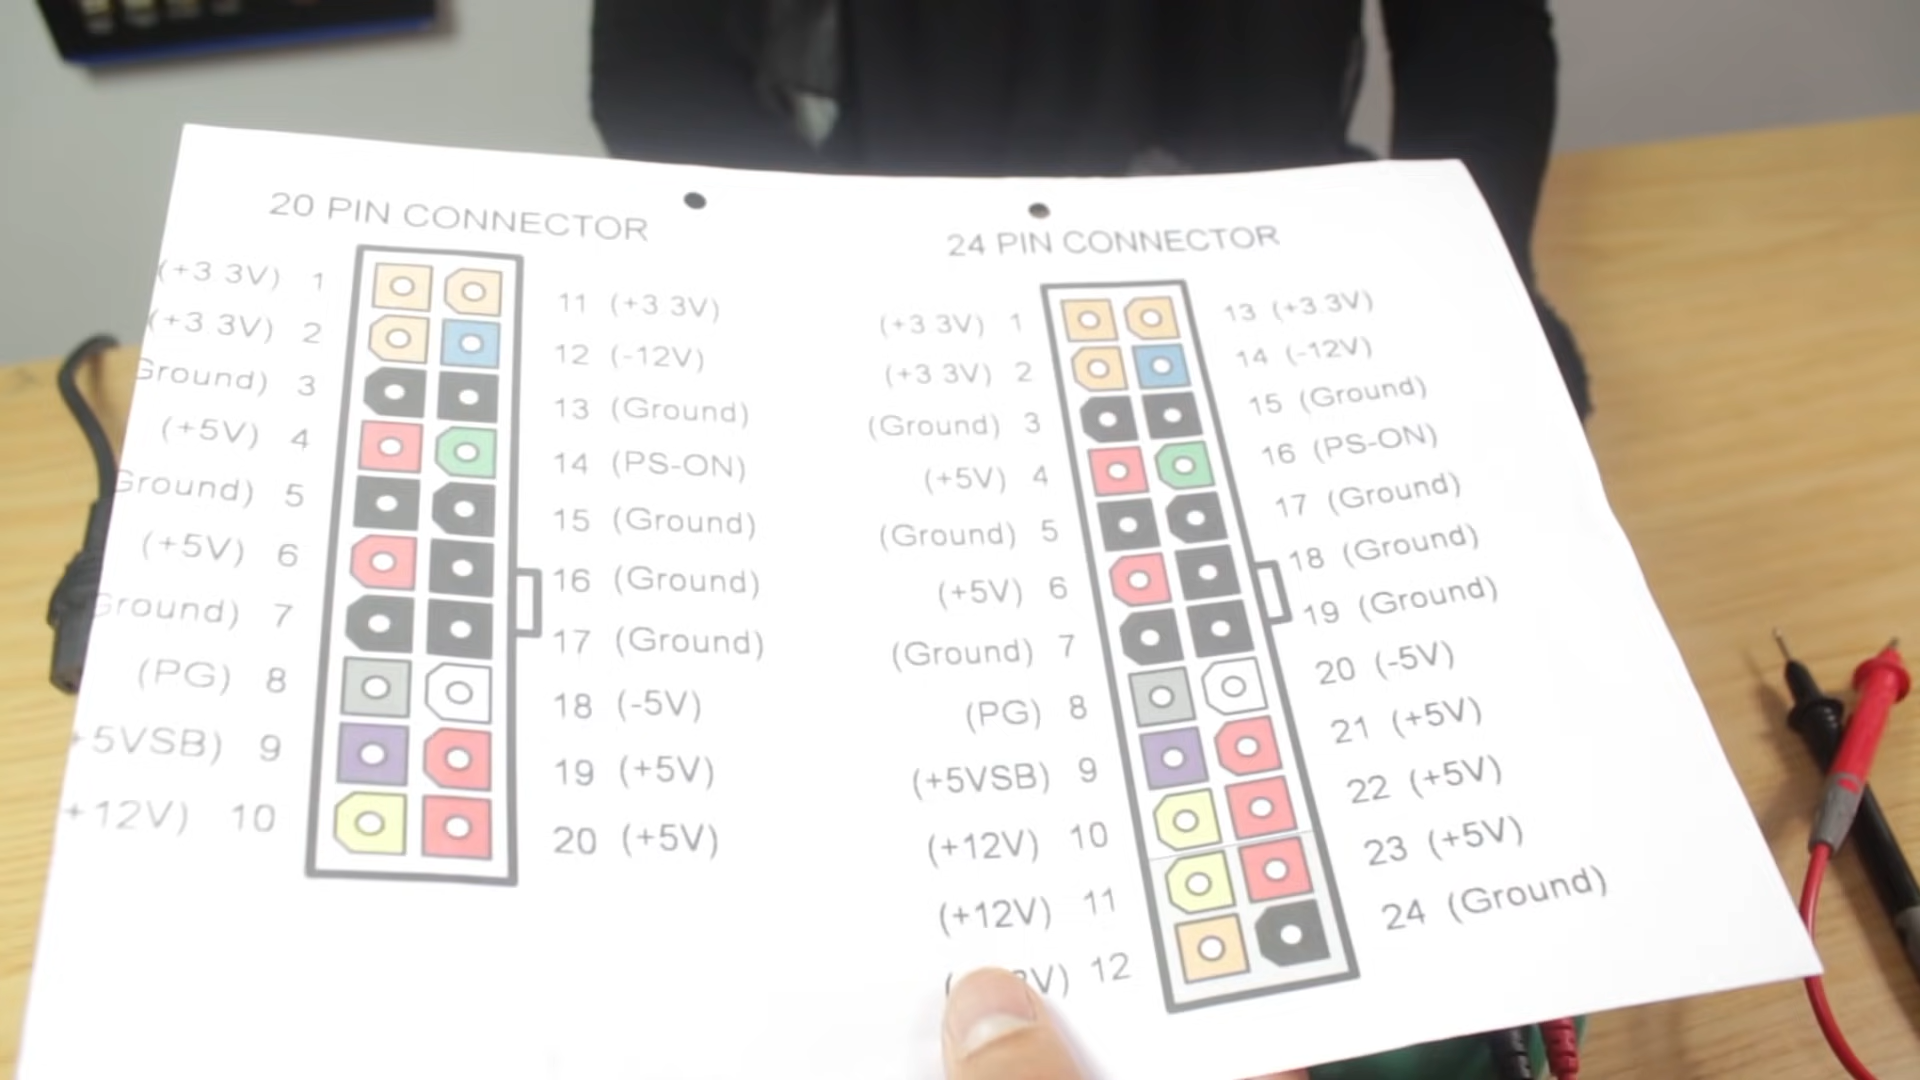 20 PIN CONNECTOR
(+3 3V) 1
(+3 3V) 2
Ground) 3
(+5V) 4
Ground) 5
(+5V) 6
Ground) 7
(PG) 8
+5VSB) 9
+12V) 10
11 (+3 3V)
12 (-12V)
13 (Ground)
14 (PS-ON)
15 (Ground)
16 (Ground)
17 (Ground)
18 (-5V)
19 (+5V)
20 (+5V)
24 PIN CONNECTOR
(+3 3V) 1
(+3 3V) 2
(Ground) 3
(+5V) 4
(Ground) 5
(+5V) 6
(Ground) 7
(PG) 8
(+5VSB) 9
(+12V) 10
(+12V) 11
12
13 (+3.3V)
14 (-12V)
15 (Ground)
16 (PS-ON)
17 (Ground)
18 (Ground)
19 (Ground)
20 (-5V)
21 (+5V)
22 (+5V)
23 (+5V)
24 (Ground)